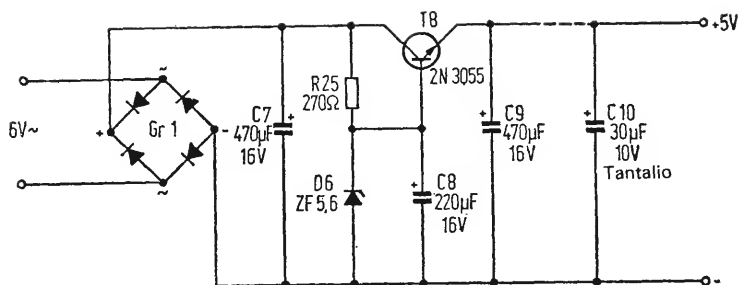 T8
+5V
2N 3055
~
R25
270Ω
6V~
+
Gr 1
-
+
C7
470µF
16V
+
C9
470µF
16V
+
C10
30µF
10V
Tantalio
~
D6
ZF 5,6
+
C8
220µF
16V
-